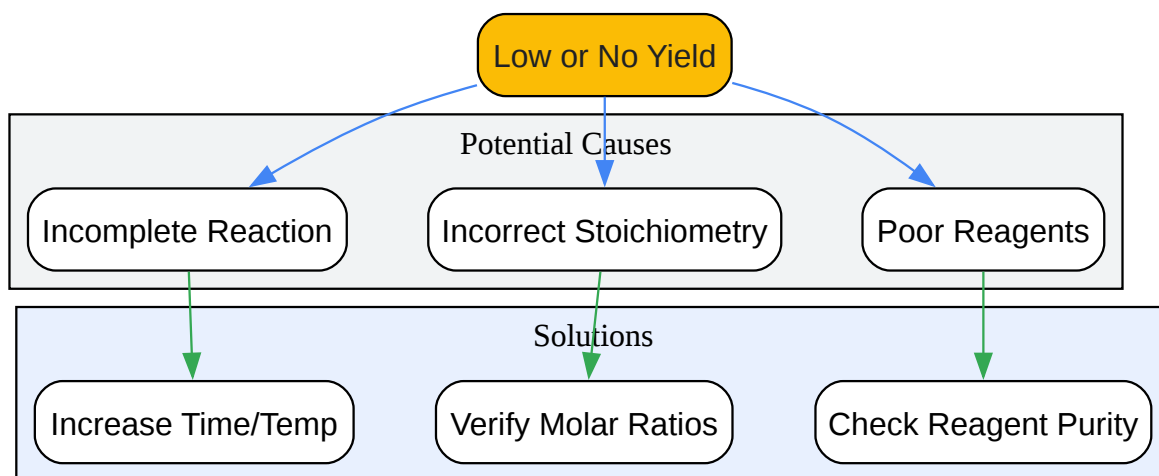 Low or No Yield
Potential Causes
Incomplete Reaction
Incorrect Stoichiometry
Poor Reagents
Solutions
Increase Time/Temp
Verify Molar Ratios
Check Reagent Purity